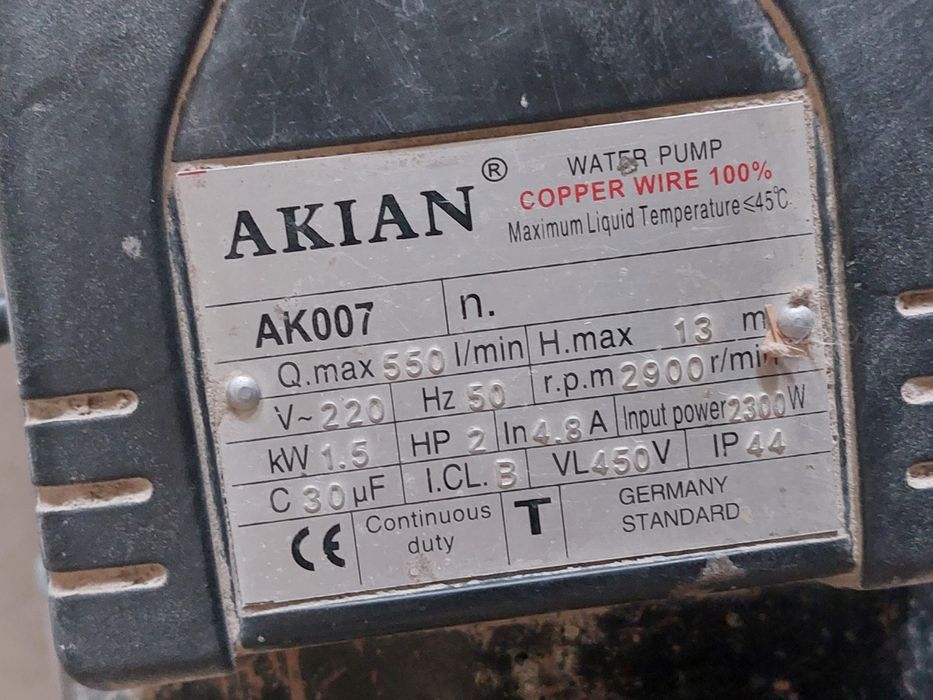 WATER PUMP
COPPER WIRE 100%
Maximum Liquid Temperature≤45℃
AKIAN®
AK007 n.
Q.max 550 l/min H.max 13 m
V~ 220 Hz 50 r.p.m 2900 r/min
kW 1.5 HP 2 In 4.8 A Input power 2300 W
C 30 µF I.CL. B VL 450 V IP 44
CE Continuous duty T GERMANY STANDARD